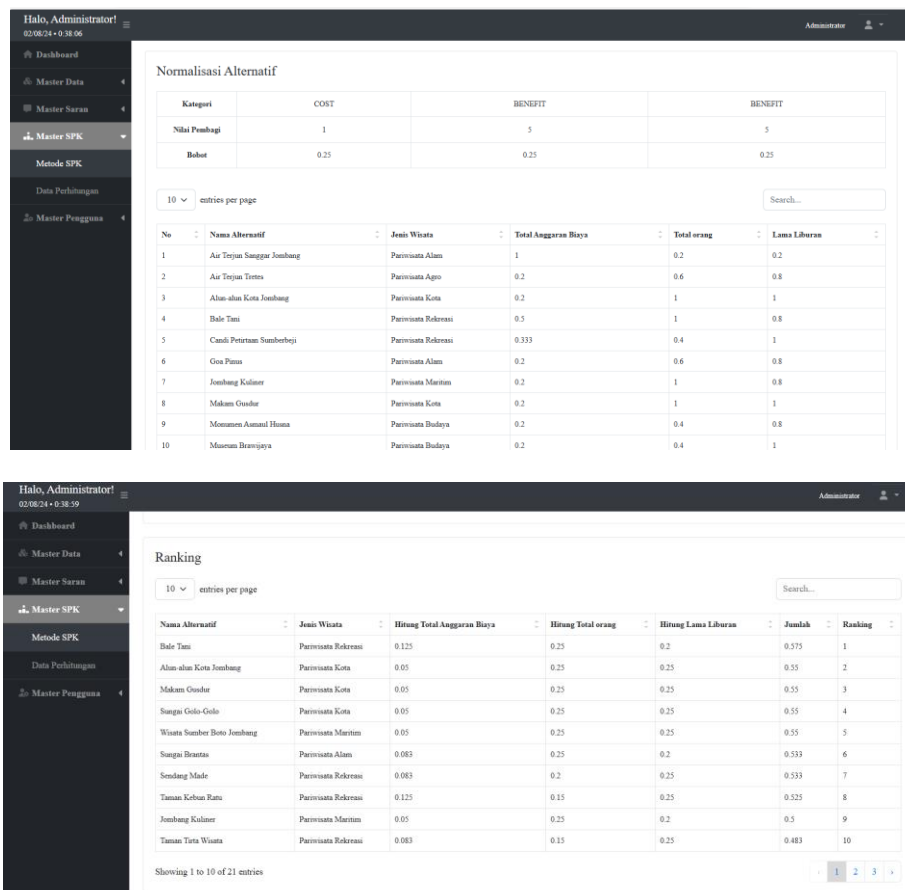 Halo, Administrator!
02/08/24 • 0:38:06
Administrator
Dashboard
Master Data
Master Saran
Master SPK
Metode SPK
Data Perhitungan
Master Pengguna
Normalisasi Alternatif
Kategori COST BENEFIT BENEFIT
Nilai Pembagi 1 5 5
Bobot 0.25 0.25 0.25
10 entries per page Search...
No Nama Alternatif Jenis Wisata Total Anggaran Biaya Total orang Lama Liburan
1 Air Terjun Sanggar Jombang Pariwisata Alam 1 0.2 0.2
2 Air Terjun Tretes Pariwisata Agro 0.2 0.6 0.8
3 Alun-alun Kota Jombang Pariwisata Kota 0.2 1 1
4 Bale Tani Pariwisata Rekreasi 0.5 1 0.8
5 Candi Petirtaan Sumberbeji Pariwisata Rekreasi 0.333 0.4 1
6 Goa Pinus Pariwisata Alam 0.2 0.6 0.8
7 Jombang Kuliner Pariwisata Maritim 0.2 1 0.8
8 Makam Gusdur Pariwisata Kota 0.2 1 1
9 Monumen Asmaul Husna Pariwisata Budaya 0.2 0.4 0.8
10 Museum Brawijaya Pariwisata Budaya 0.2 0.4 1
Halo, Administrator!
02/08/24 • 0:38:59
Administrator
Dashboard
Master Data
Master Saran
Master SPK
Metode SPK
Data Perhitungan
Master Pengguna
Ranking
10 entries per page Search...
Nama Alternatif Jenis Wisata Hitung Total Anggaran Biaya Hitung Total orang Hitung Lama Liburan Jumlah Ranking
Bale Tani Pariwisata Rekreasi 0.125 0.25 0.2 0.575 1
Alun-alun Kota Jombang Pariwisata Kota 0.05 0.25 0.25 0.55 2
Makam Gusdur Pariwisata Kota 0.05 0.25 0.25 0.55 3
Sungai Golo-Golo Pariwisata Kota 0.05 0.25 0.25 0.55 4
Wisata Sumber Boto Jombang Pariwisata Maritim 0.05 0.25 0.25 0.55 5
Sungai Brantas Pariwisata Alam 0.083 0.25 0.2 0.533 6
Sendang Made Pariwisata Rekreasi 0.083 0.2 0.25 0.533 7
Taman Kebun Ratu Pariwisata Rekreasi 0.125 0.15 0.25 0.525 8
Jombang Kuliner Pariwisata Maritim 0.05 0.25 0.2 0.5 9
Taman Tirta Wisata Pariwisata Rekreasi 0.083 0.15 0.25 0.483 10
Showing 1 to 10 of 21 entries ‹ 1 2 3 ›